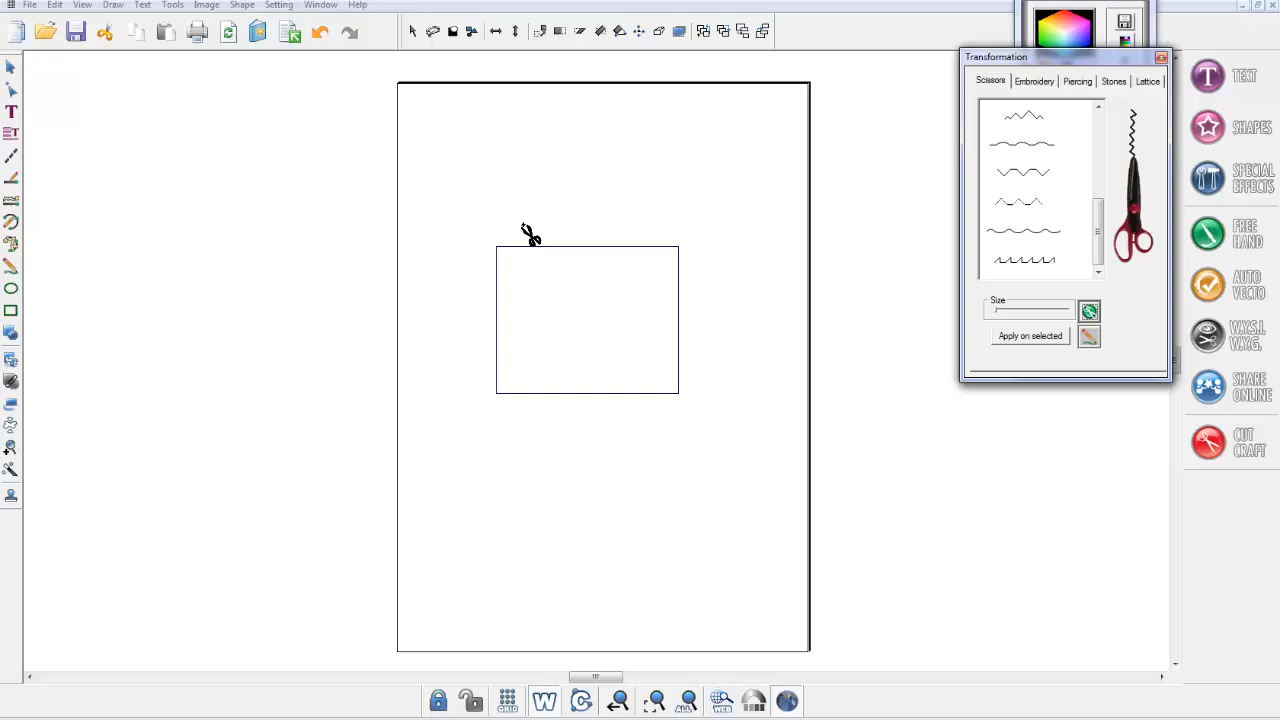 File Edit View Draw Text Tools Image Shape Setting Window Help
Transformation
Scissors Embroidery Piercing Stones Lattice
Size
Apply on selected
T TEXT
SHAPES
SPECIAL
EFFECTS
FREE
HAND
AUTO
VECTO
W.Y.S.I.
W.Y.G.
SHARE
ONLINE
CUT
CRAFT
T
T
GRID
W
C
ALL
WEB